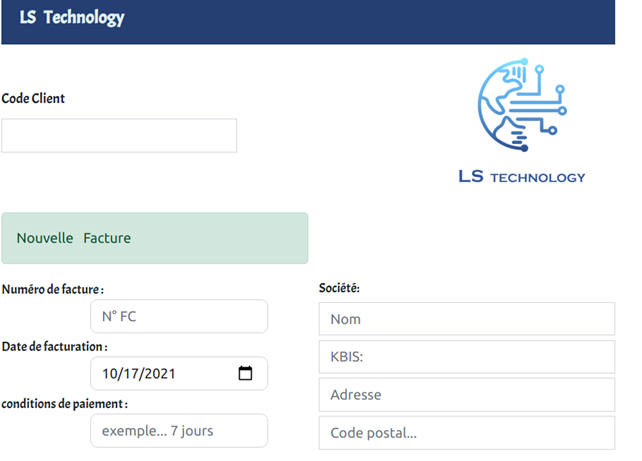 LS Technology
Code Client
LS TECHNOLOGY
Nouvelle Facture
Numéro de facture :
N° FC
Date de facturation :
10/17/2021
conditions de paiement :
exemple... 7 jours
Société:
Nom
KBIS:
Adresse
Code postal...